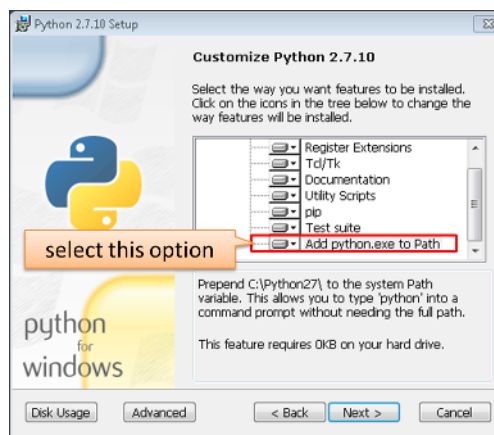 Python 2.7.10 Setup
Customize Python 2.7.10
Select the way you want features to be installed.
Click on the icons in the tree below to change the
way features will be installed.
Register Extensions
Tcl/Tk
Documentation
Utility Scripts
pip
Test suite
Add python.exe to Path
select this option
Prepend C:\Python27\ to the system Path
variable. This allows you to type 'python' into a
command prompt without needing the full path.
This feature requires 0KB on your hard drive.
python
for
windows
Disk Usage
Advanced
< Back
Next >
Cancel